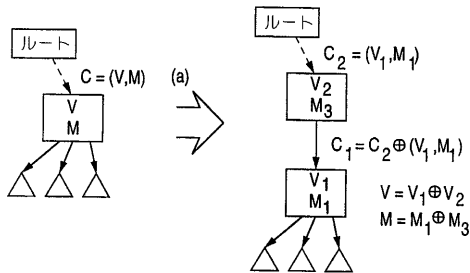 ルート
C=(V,M)
V
M
(a)
ルート
C₂=(V₁,M₁)
V₂
M₃
C₁=C₂⊕(V₁,M₁)
V₁
M₁
V=V₁⊕V₂
M=M₁⊕M₃